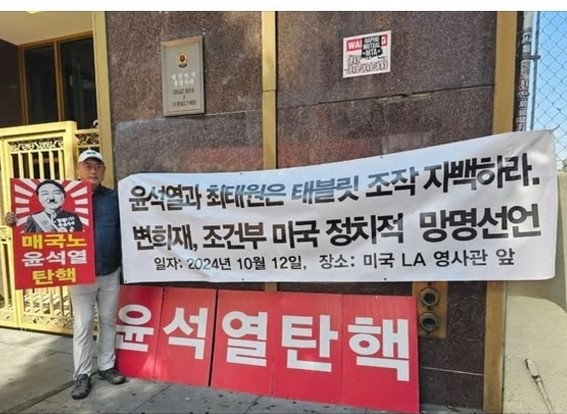 윤석열과 최태원은 태블릿 조작 자백하라.
변희재, 조건부 미국 정치적 망명선언
일자: 2024년 10월 12일, 장소: 미국 LA 영사관 앞
매국노
윤석열
탄핵
윤석열탄핵